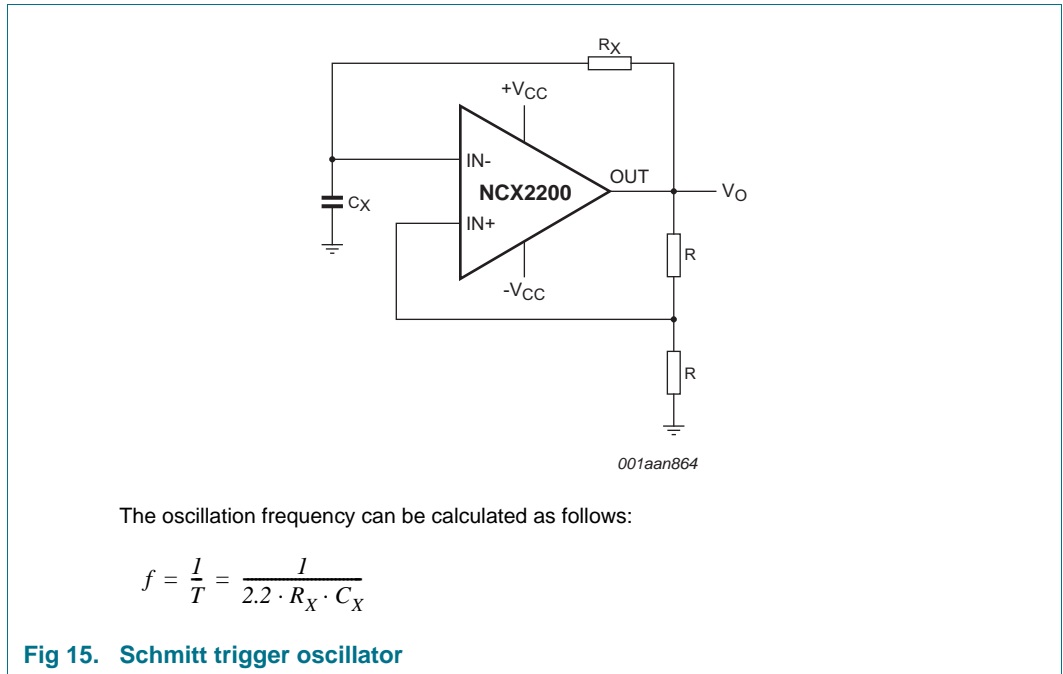 RX
+VCC
IN-
OUT
NCX2200
VO
CX
IN+
R
-VCC
R
001aan864
The oscillation frequency can be calculated as follows:
f = 1/T = 1/(2.2 · RX · CX)
Fig 15. Schmitt trigger oscillator